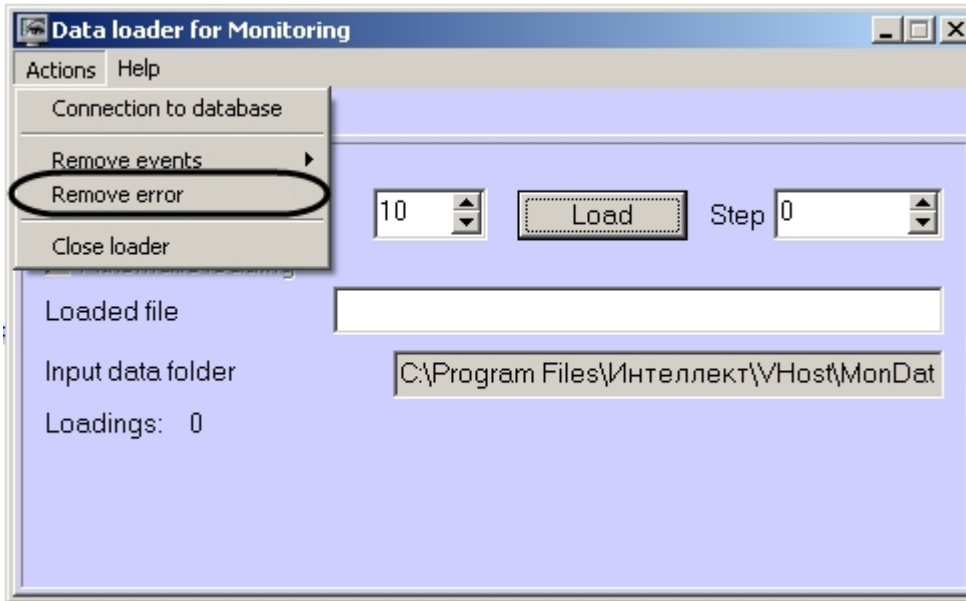 Data loader for Monitoring
Actions Help
Connection to database
Remove events
Remove error
Close loader
10 Load Step 0
Loaded file
Input data folder C:\Program Files\Интеллект\VHost\MonDat
Loadings: 0